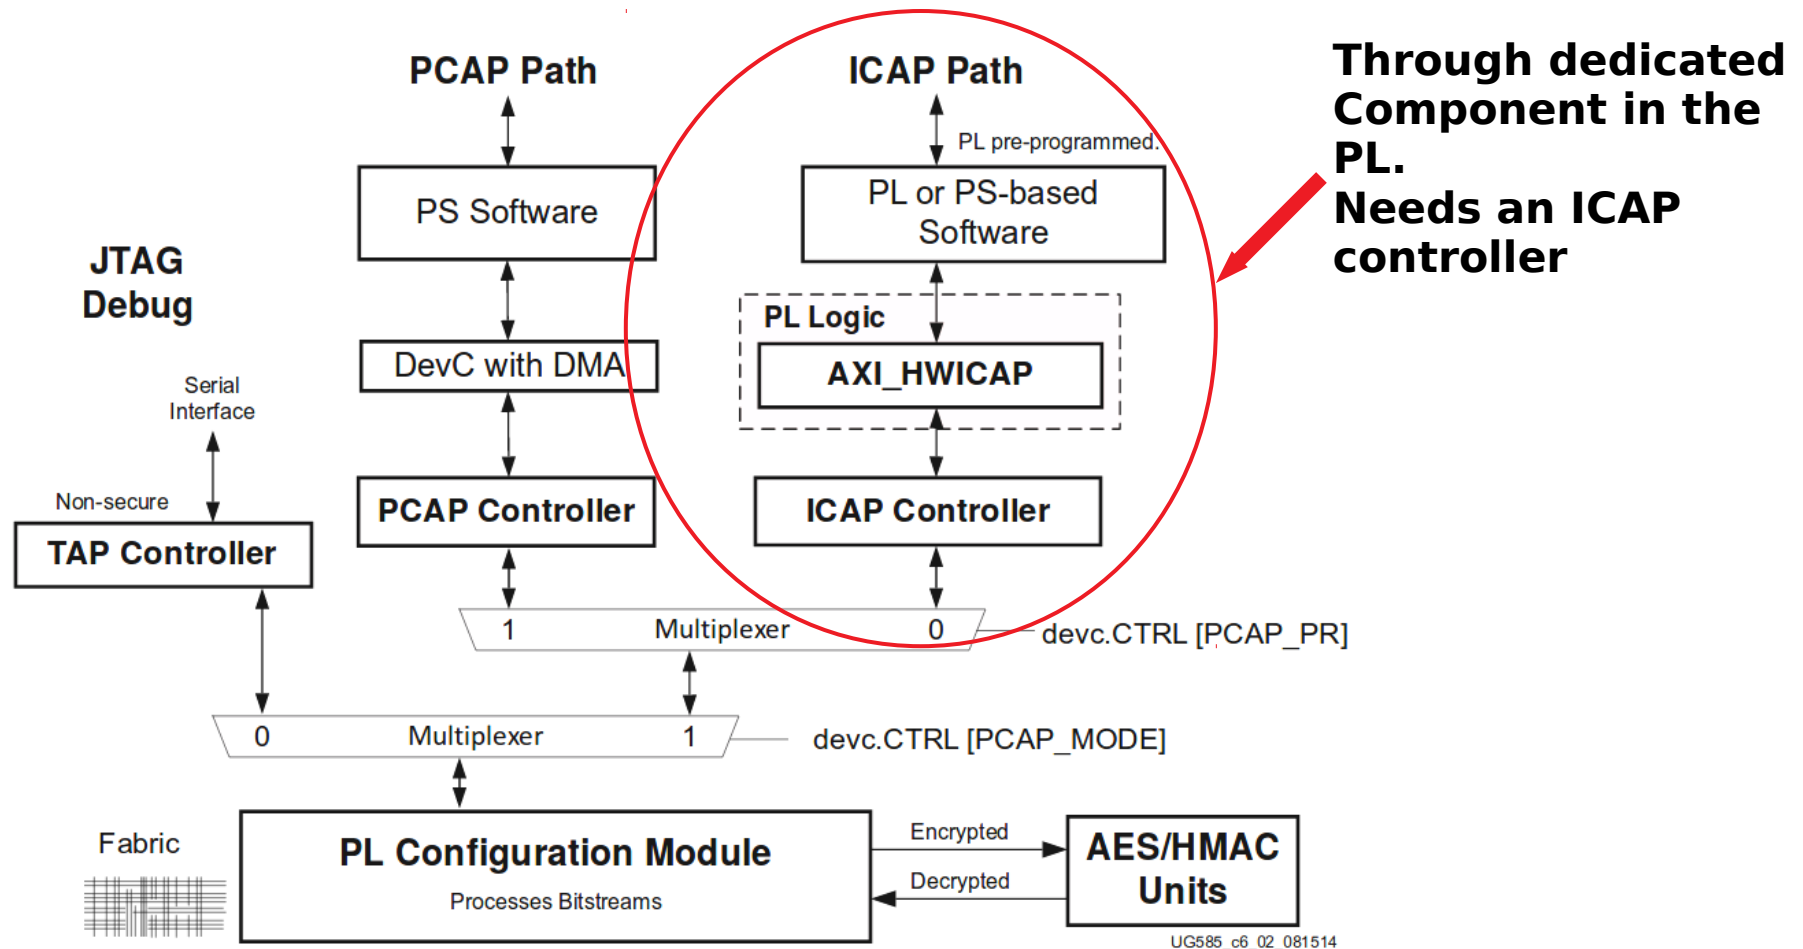 PCAP Path
ICAP Path
Through dedicated
Component in the
PL.
Needs an ICAP
controller
PL pre-programmed.
PS Software
PL or PS-based
Software
JTAG
Debug
PL Logic
DevC with DMA
AXI_HWICAP
Serial
Interface
Non-secure
PCAP Controller
ICAP Controller
TAP Controller
1 Multiplexer 0
devc.CTRL [PCAP_PR]
0 Multiplexer 1
devc.CTRL [PCAP_MODE]
Fabric
PL Configuration Module
Processes Bitstreams
Encrypted
Decrypted
AES/HMAC
Units
UG585_c6_02_081514